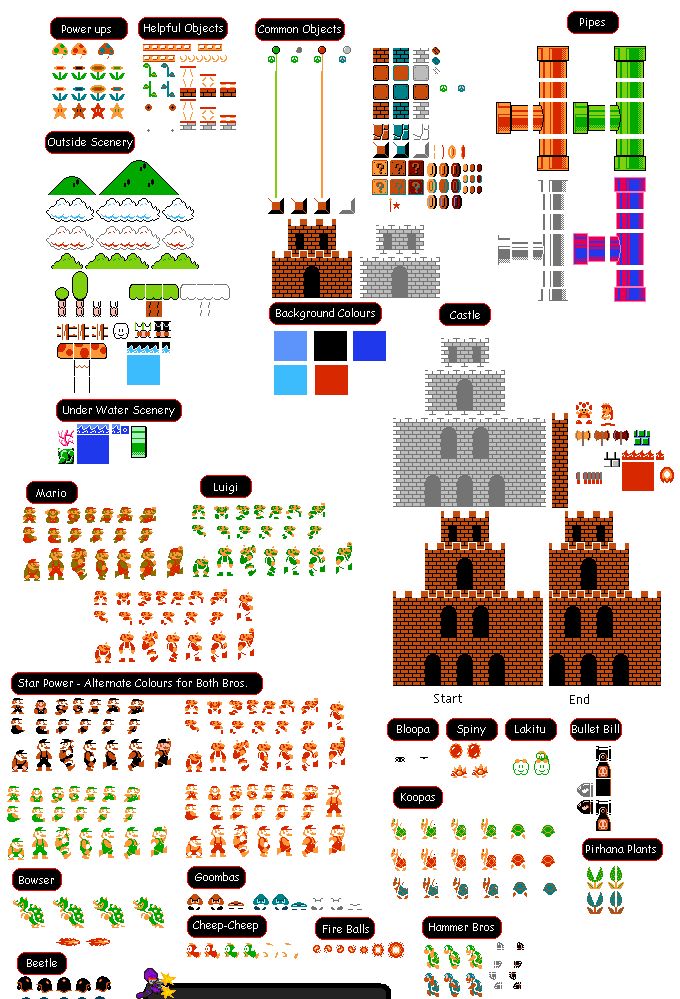 Power ups
Helpful Objects
Common Objects
Pipes
Outside Scenery
Background Colours
Castle
Under Water Scenery
Mario
Luigi
Star Power - Alternate Colours for Both Bros.
Start
End
Bloopa
Spiny
Lakitu
Bullet Bill
Koopas
Pirhana Plants
Bowser
Goombas
Cheep-Cheep
Fire Balls
Hammer Bros
Beetle